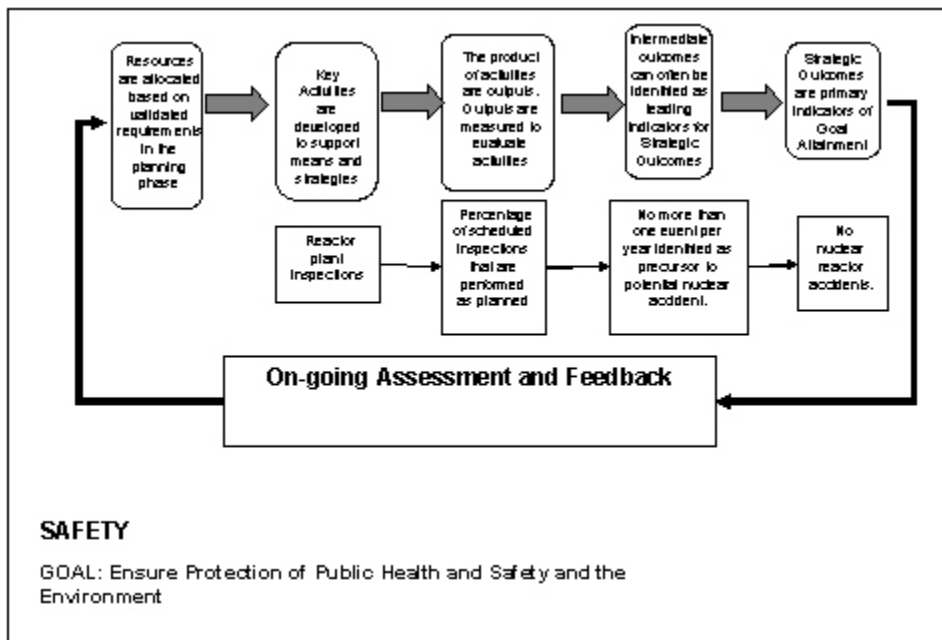 Resources
are allocated
based on
validated
requirements
in the
planning
phase
Key
Activities
are
developed
to support
means and
strategies
The product
of activities
are outputs.
Outputs are
measured to
evaluate
activities
Intermediate
outcomes
can often be
identified as
leading
indicators for
Strategic
Outcomes
Strategic
Outcomes
are primary
indicators of
Goal
Attainment
Reactor
plant
inspections
Percentage
of scheduled
inspections
that are
performed
as planned
No more than
one event per
year identified as
precursor to
potential nuclear
accident.
No
nuclear
reactor
accidents.
On-going Assessment and Feedback
SAFETY
GOAL: Ensure Protection of Public Health and Safety and the
Environment